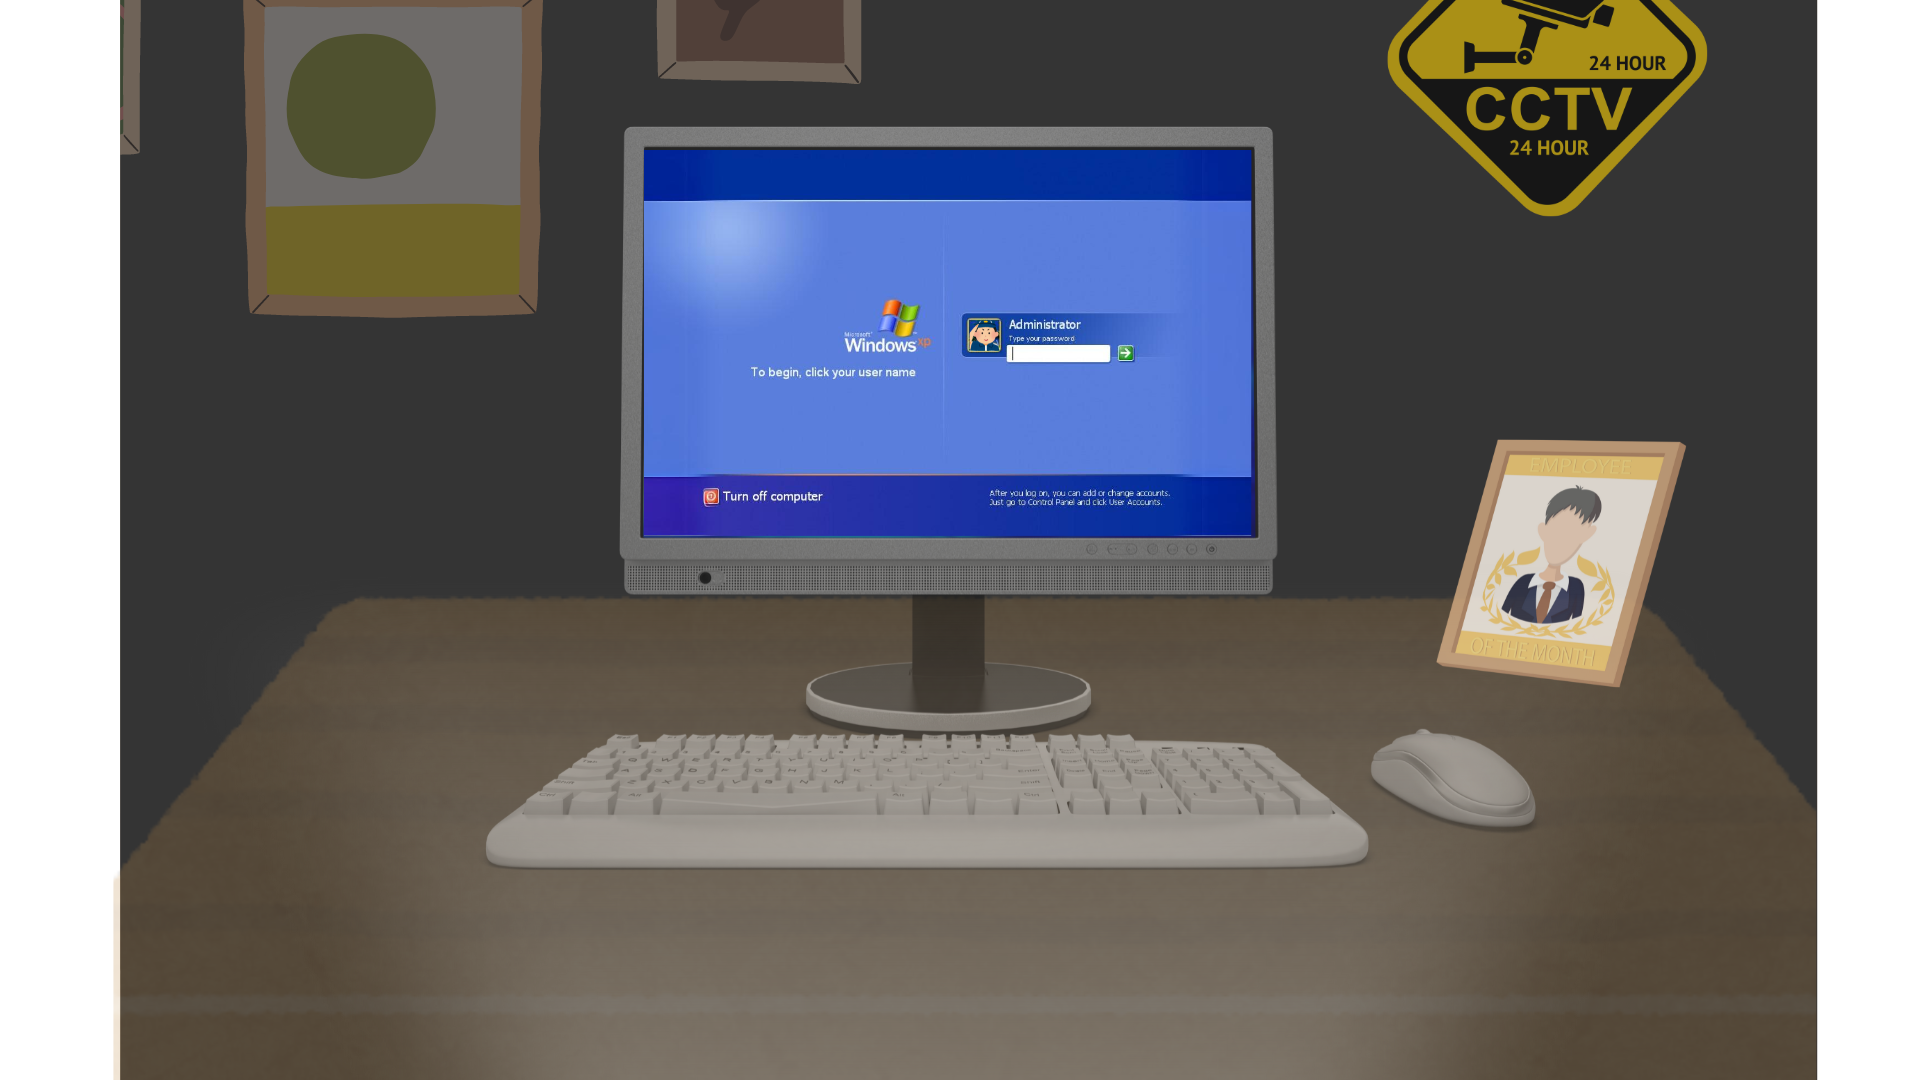 24 HOUR
CCTV
24 HOUR
Microsoft®
Windows xp
To begin, click your user name
Administrator
Type your password
Turn off computer
After you log on, you can add or change accounts.
Just go to Control Panel and click User Accounts.
EMPLOYEE
OF THE MONTH